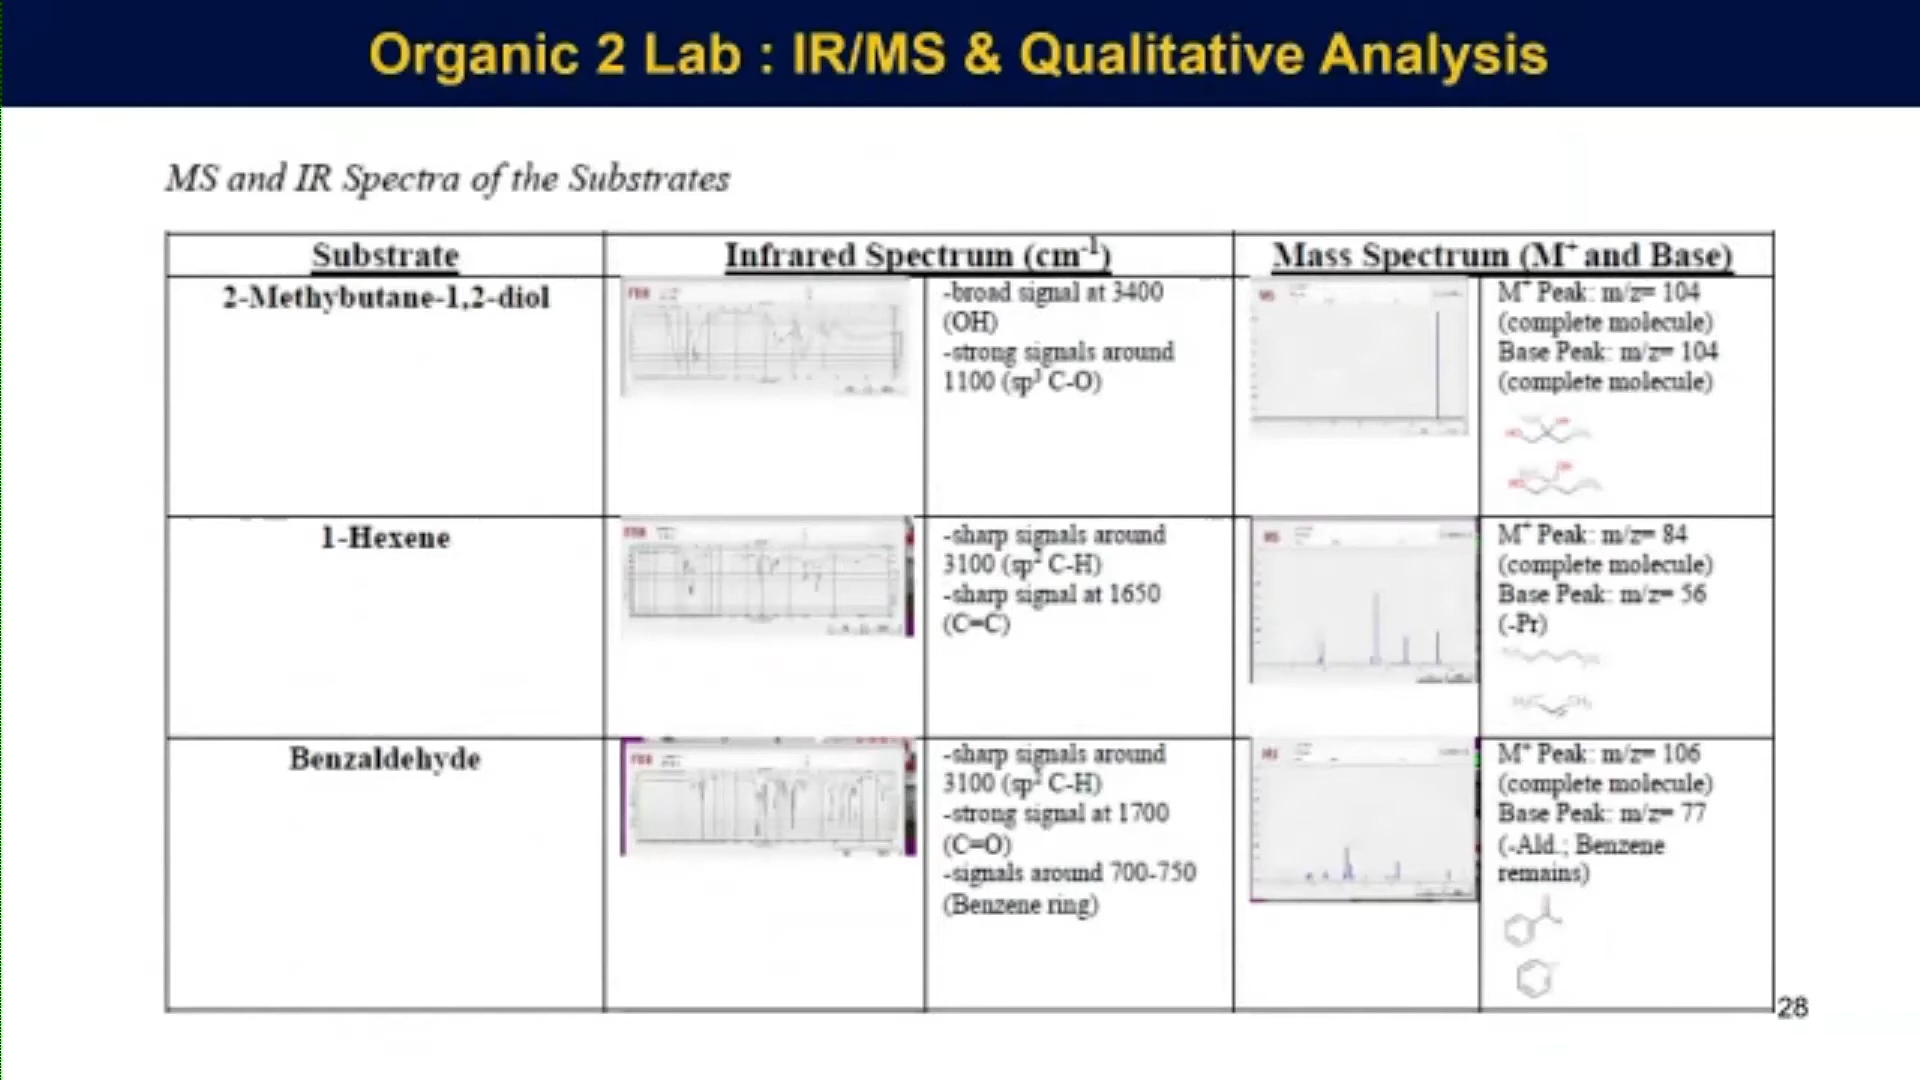 Organic 2 Lab : IR/MS & Qualitative Analysis
MS and IR Spectra of the Substrates
Substrate
Infrared Spectrum (cm⁻¹)
Mass Spectrum (M⁺ and Base)
2-Methybutane-1,2-diol
-broad signal at 3400
(OH)
-strong signals around
1100 (sp³ C-O)
M⁺ Peak: m/z= 104
(complete molecule)
Base Peak: m/z= 104
(complete molecule)
1-Hexene
-sharp signals around
3100 (sp² C-H)
-sharp signal at 1650
(C=C)
M⁺ Peak: m/z= 84
(complete molecule)
Base Peak: m/z= 56
(-Pr)
Benzaldehyde
-sharp signals around
3100 (sp² C-H)
-strong signal at 1700
(C=O)
-signals around 700-750
(Benzene ring)
M⁺ Peak: m/z= 106
(complete molecule)
Base Peak: m/z= 77
(-Ald.; Benzene
remains)
28